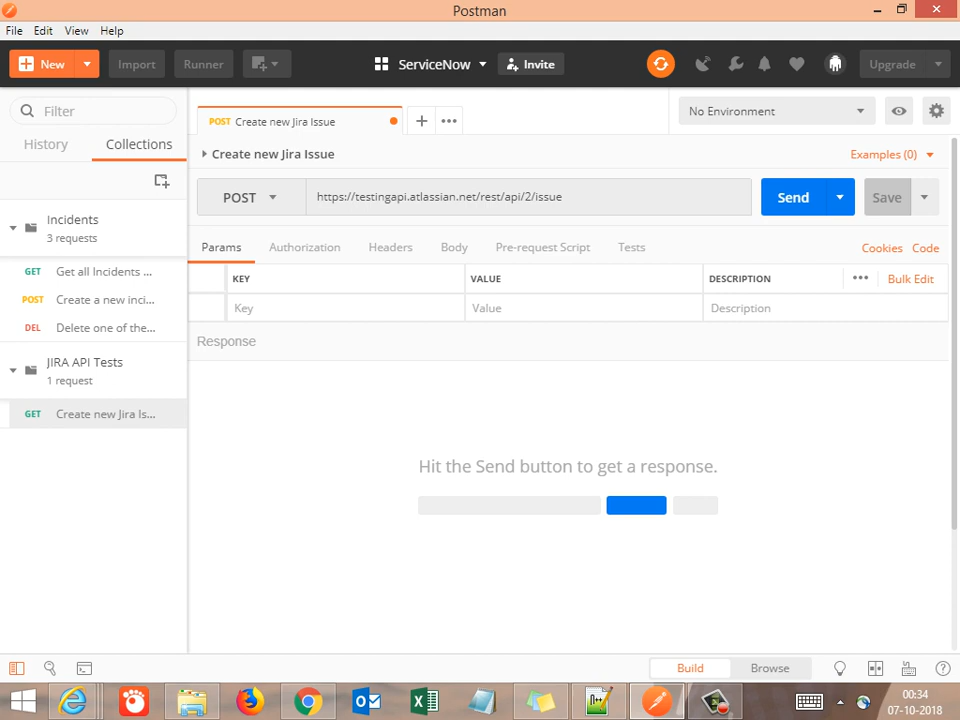 Postman
File Edit View Help
New Import Runner ServiceNow Invite Upgrade
Filter
History Collections
Incidents
3 requests
GET Get all Incidents ...
POST Create a new inci...
DEL Delete one of the...
JIRA API Tests
1 request
GET Create new Jira Is...
POST Create new Jira Issue
No Environment
Create new Jira Issue
Examples (0)
POST https://testingapi.atlassian.net/rest/api/2/issue Send Save
Params Authorization Headers Body Pre-request Script Tests Cookies Code
KEY VALUE DESCRIPTION Bulk Edit
Key Value Description
Response
Hit the Send button to get a response.
Build Browse
00:34
07-10-2018